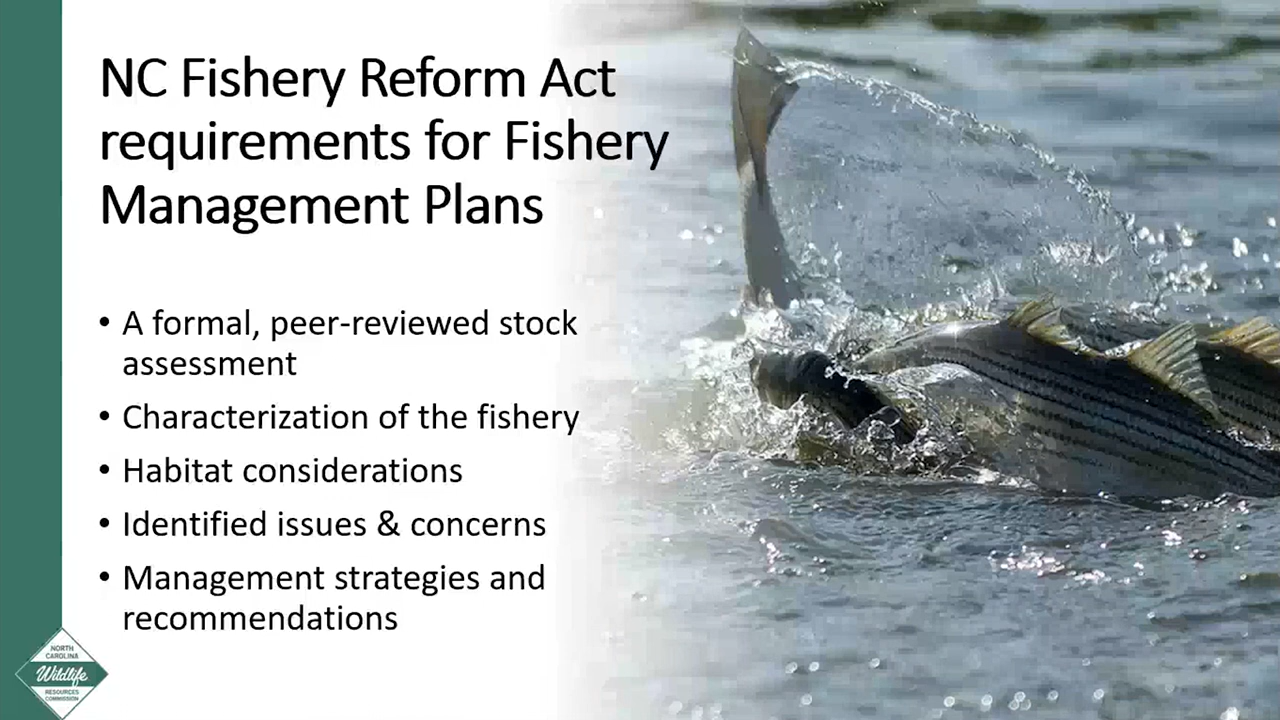 NC Fishery Reform Act
requirements for Fishery
Management Plans
• A formal, peer-reviewed stock
assessment
• Characterization of the fishery
• Habitat considerations
• Identified issues & concerns
• Management strategies and
recommendations
NORTH
CAROLINA
Wildlife
RESOURCES
COMMISSION